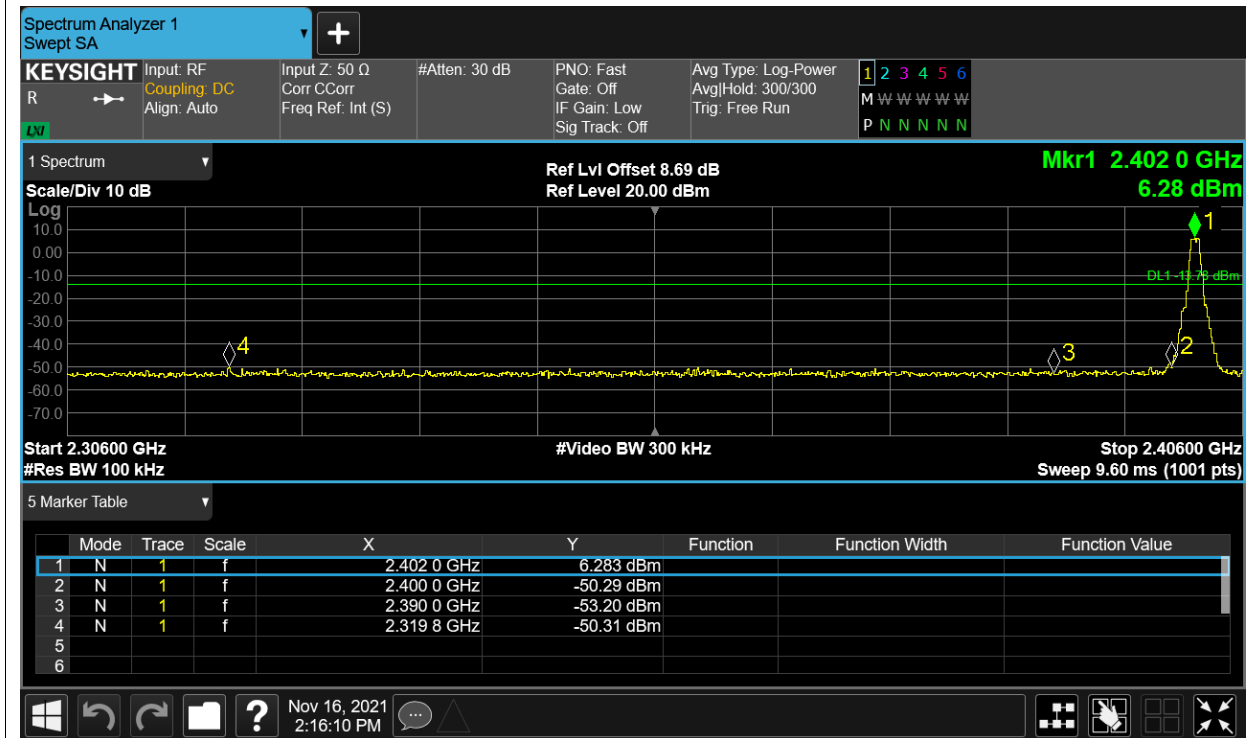 Spectrum Analyzer 1
Swept SA
+
KEYSIGHT Input: RF Input Z: 50 Ω #Atten: 30 dB PNO: Fast Avg Type: Log-Power 1 2 3 4 5 6
R Coupling: DC Corr CCorr Gate: Off Avg|Hold: 300/300 M W W W W W
Align: Auto Freq Ref: Int (S) IF Gain: Low Trig: Free Run
LXI Sig Track: Off P N N N N N N
1 Spectrum Ref Lvl Offset 8.69 dB Mkr1 2.402 0 GHz
Scale/Div 10 dB Ref Level 20.00 dBm 6.28 dBm
Log
1
10.0
0.00
-10.0
DL1 -13.78 dBm
-20.0
-30.0
-40.0
4 3 2
-50.0
-60.0
-70.0
Start 2.30600 GHz #Video BW 300 kHz Stop 2.40600 GHz
#Res BW 100 kHz Sweep 9.60 ms (1001 pts)
5 Marker Table
Mode Trace Scale X Y Function Function Width Function Value
1 N 1 f 2.402 0 GHz 6.283 dBm
2 N 1 f 2.400 0 GHz -50.29 dBm
3 N 1 f 2.390 0 GHz -53.20 dBm
4 N 1 f 2.319 8 GHz -50.31 dBm
5
6
? Nov 16, 2021
2:16:10 PM